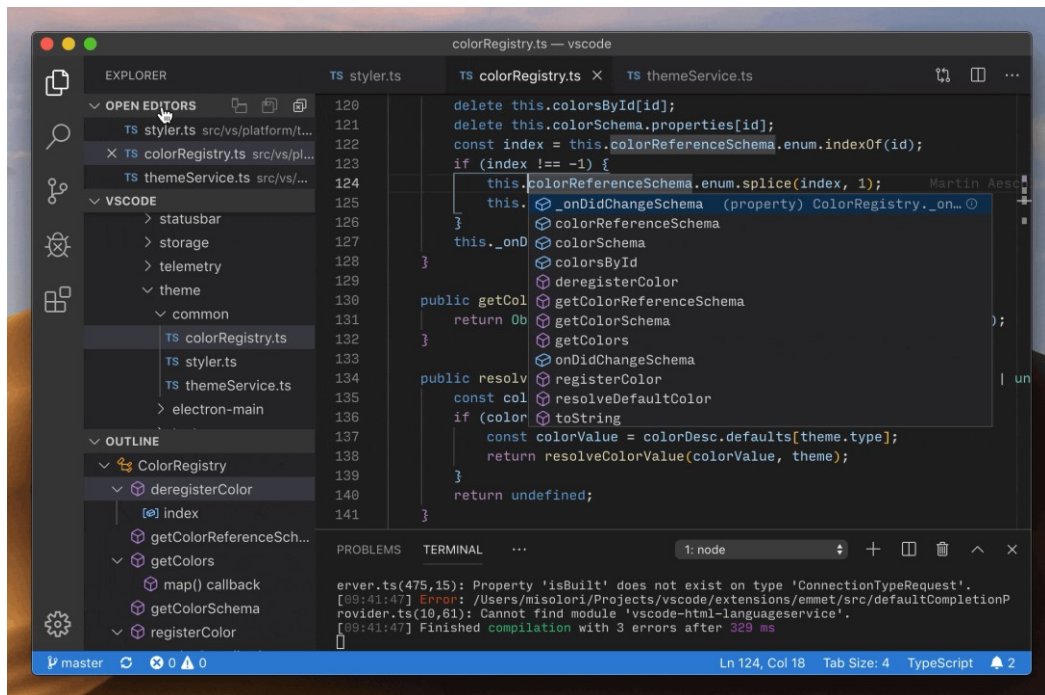 colorRegistry.ts — vscode
EXPLORER
OPEN EDITORS
TS styler.ts src/vs/platform/t...
TS colorRegistry.ts src/vs/pl...
TS themeService.ts src/vs/...
VSCODE
statusbar
storage
telemetry
theme
common
TS colorRegistry.ts
TS styler.ts
TS themeService.ts
electron-main
OUTLINE
ColorRegistry
deregisterColor
index
getColorReferenceSch...
getColors
map() callback
getColorSchema
registerColor
TS styler.ts
TS colorRegistry.ts
TS themeService.ts
120 delete this.colorsById[id];
121 delete this.colorSchema.properties[id];
122 const index = this.colorReferenceSchema.enum.indexOf(id);
123 if (index !== -1) {
124 this.colorReferenceSchema.enum.splice(index, 1); Martin Aesc
125 this.
126 }
127 this._onD
128 }
129
130 public getCol
131 return Ob );
132 }
133
134 public resolv | un
135 const col
136 if (color
137 const colorValue = colorDesc.defaults[theme.type];
138 return resolveColorValue(colorValue, theme);
139 }
140 return undefined;
141 }
_onDidChangeSchema (property) ColorRegistry._on…
colorReferenceSchema
colorSchema
colorsById
deregisterColor
getColorReferenceSchema
getColorSchema
getColors
onDidChangeSchema
registerColor
resolveDefaultColor
toString
PROBLEMS TERMINAL ··· 1: node
erver.ts(475,15): Property 'isBuilt' does not exist on type 'ConnectionTypeRequest'.
[09:41:47] Error: /Users/misolori/Projects/vscode/extensions/emmet/src/defaultCompletionP
rovider.ts(10,61): Cannot find module 'vscode-html-languageservice'.
[09:41:47] Finished compilation with 3 errors after 329 ms
master 0 0 Ln 124, Col 18 Tab Size: 4 TypeScript 2